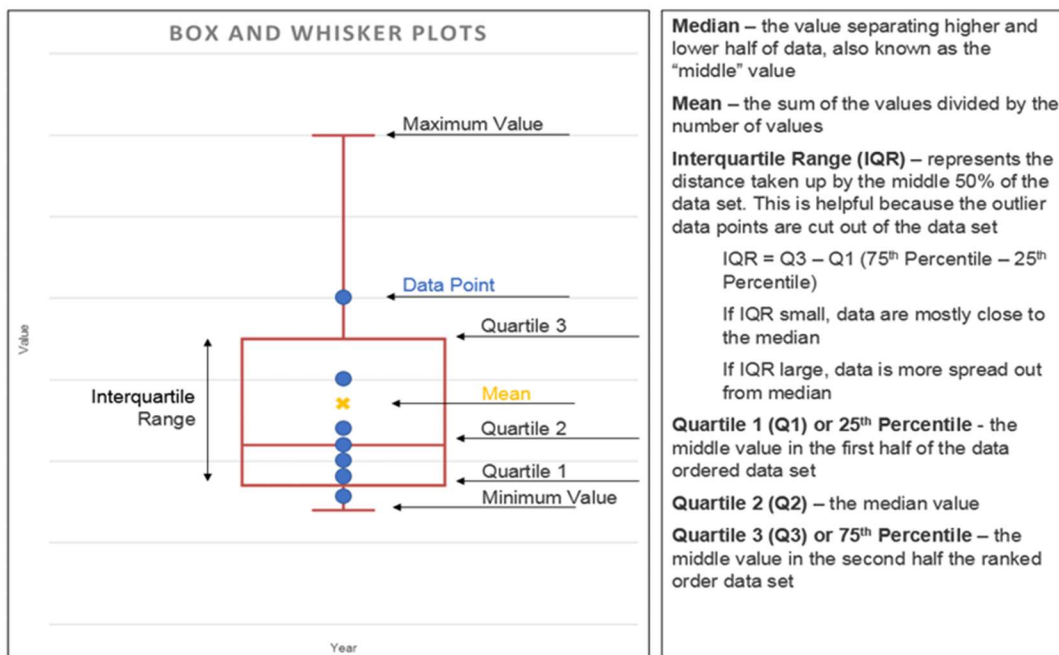 BOX AND WHISKER PLOTS
Maximum Value
Data Point
Quartile 3
Interquartile
Range
Mean
Quartile 2
Quartile 1
Minimum Value
Value
Year
Median – the value separating higher and
lower half of data, also known as the
“middle” value
Mean – the sum of the values divided by the
number of values
Interquartile Range (IQR) – represents the
distance taken up by the middle 50% of the
data set. This is helpful because the outlier
data points are cut out of the data set
IQR = Q3 – Q1 (75th Percentile – 25th
Percentile)
If IQR small, data are mostly close to
the median
If IQR large, data is more spread out
from median
Quartile 1 (Q1) or 25th Percentile - the
middle value in the first half of the data
ordered data set
Quartile 2 (Q2) – the median value
Quartile 3 (Q3) or 75th Percentile – the
middle value in the second half the ranked
order data set